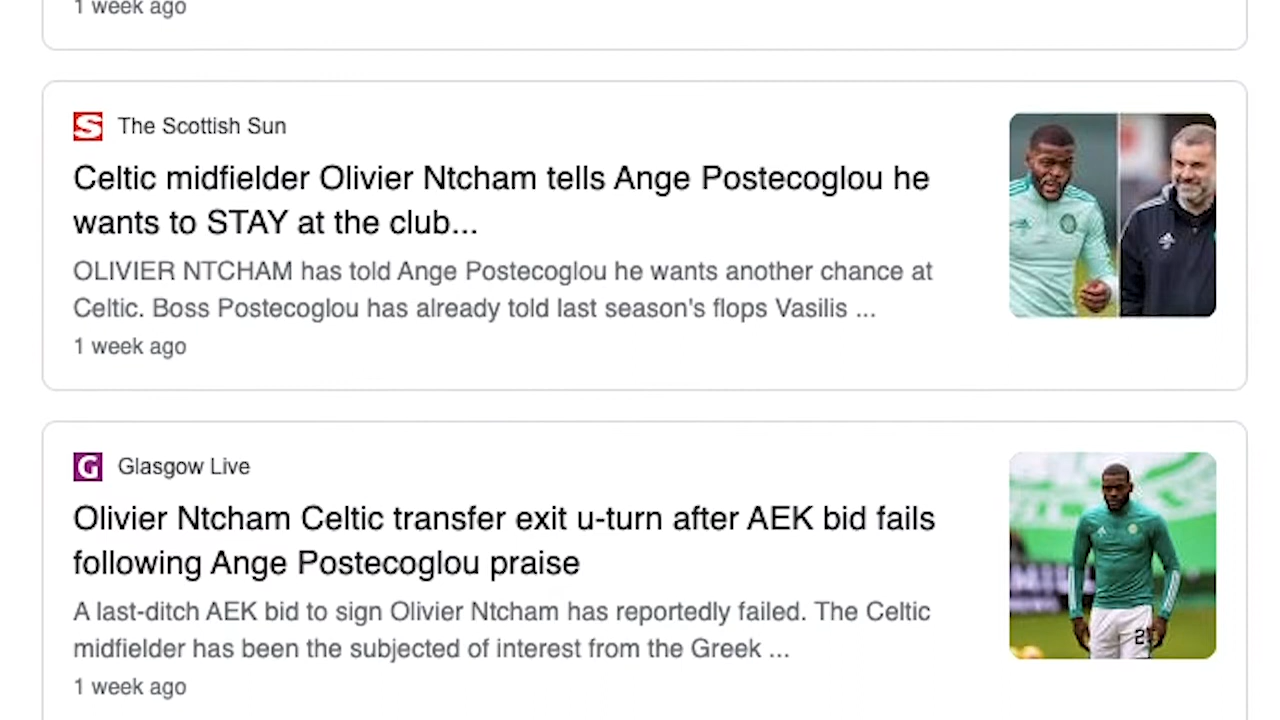 1 week ago
The Scottish Sun
Celtic midfielder Olivier Ntcham tells Ange Postecoglou he
wants to STAY at the club...
OLIVIER NTCHAM has told Ange Postecoglou he wants another chance at
Celtic. Boss Postecoglou has already told last season's flops Vasilis ...
1 week ago
G Glasgow Live
Olivier Ntcham Celtic transfer exit u-turn after AEK bid fails
following Ange Postecoglou praise
A last-ditch AEK bid to sign Olivier Ntcham has reportedly failed. The Celtic
midfielder has been the subjected of interest from the Greek ...
1 week ago